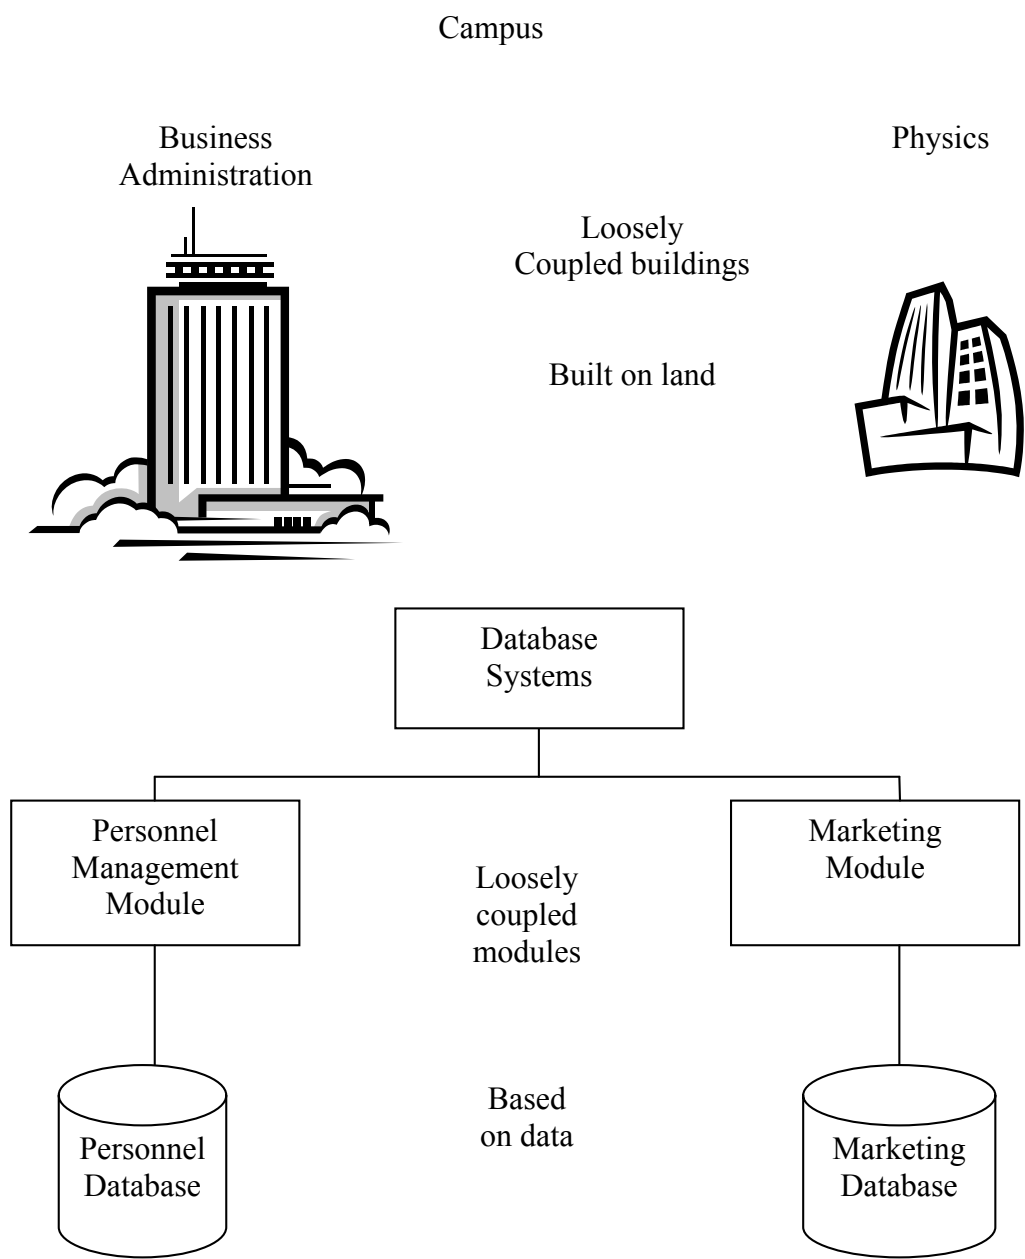 Campus
Business
Administration
Physics
Loosely
Coupled buildings
Built on land
Database
Systems
Personnel
Management
Module
Loosely
coupled
modules
Marketing
Module
Personnel
Database
Based
on data
Marketing
Database